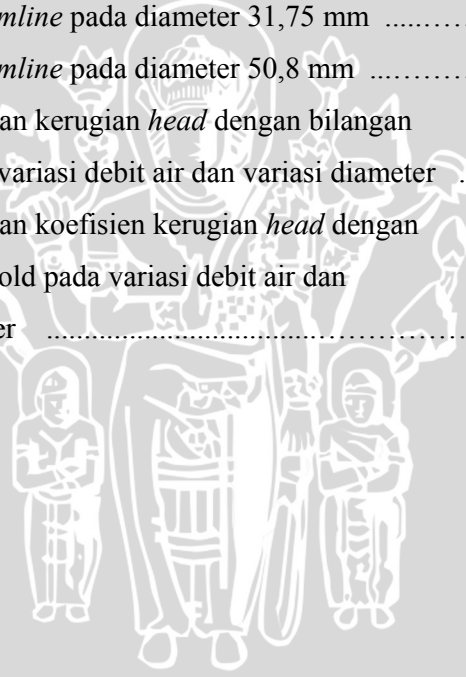 mline pada diameter 31,75 mm ......….
mline pada diameter 50,8 mm ...………
an kerugian head dengan bilangan
variasi debit air dan variasi diameter .
an koefisien kerugian head dengan
old pada variasi debit air dan
er ...................................……………